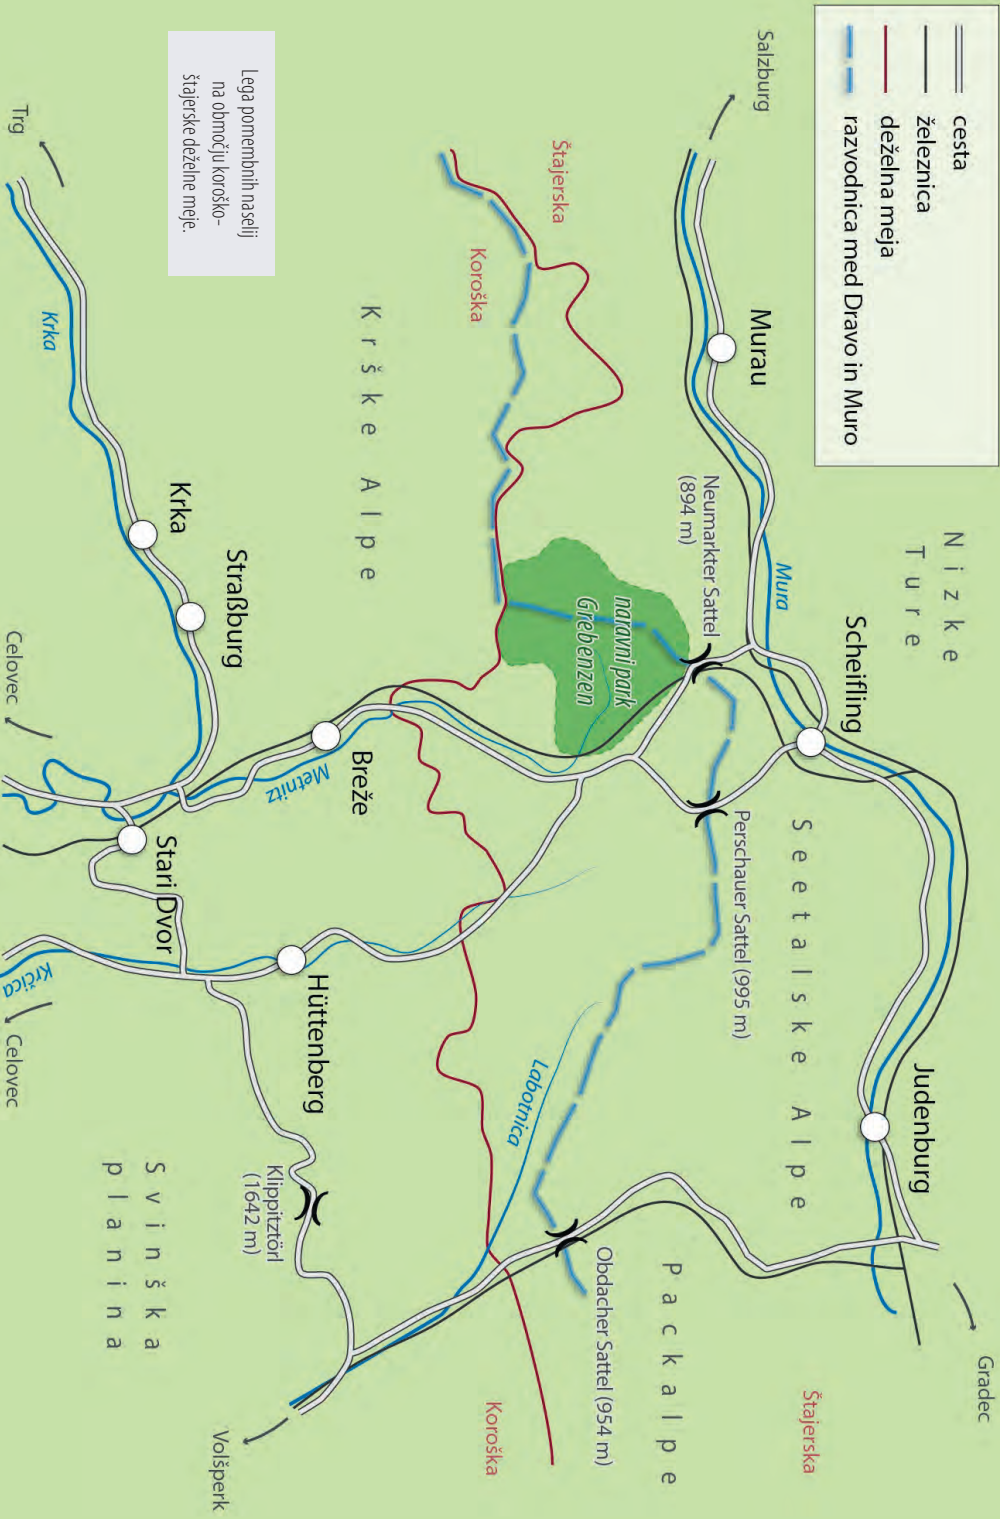 cesta
železnica
deželna meja
razvodnica med Dravo in Muro
Salzburg
Murau
Nizke
Ture
Mura
Scheifling
Judenburg
Gradec
Štajerska
Koroška
Neumarkter Sattel
(894 m)
naravni park
Grebenzen
Perschauer Sattel (995 m)
Seetalske Alpe
Labotnica
Obdacher Sattel (954 m)
Packalpe
Štajerska
Koroška
Krške Alpe
Lega pomembnih naselij
na območju koroško-
štajerske deželne meje.
Trg
Krka
Krka
Straßburg
Breže
Metnitz
Celovec
Stari Dvor
Hüttenberg
Krčica
Celovec
Klippitztörl
(1642 m)
Svinška
planina
Volšperk